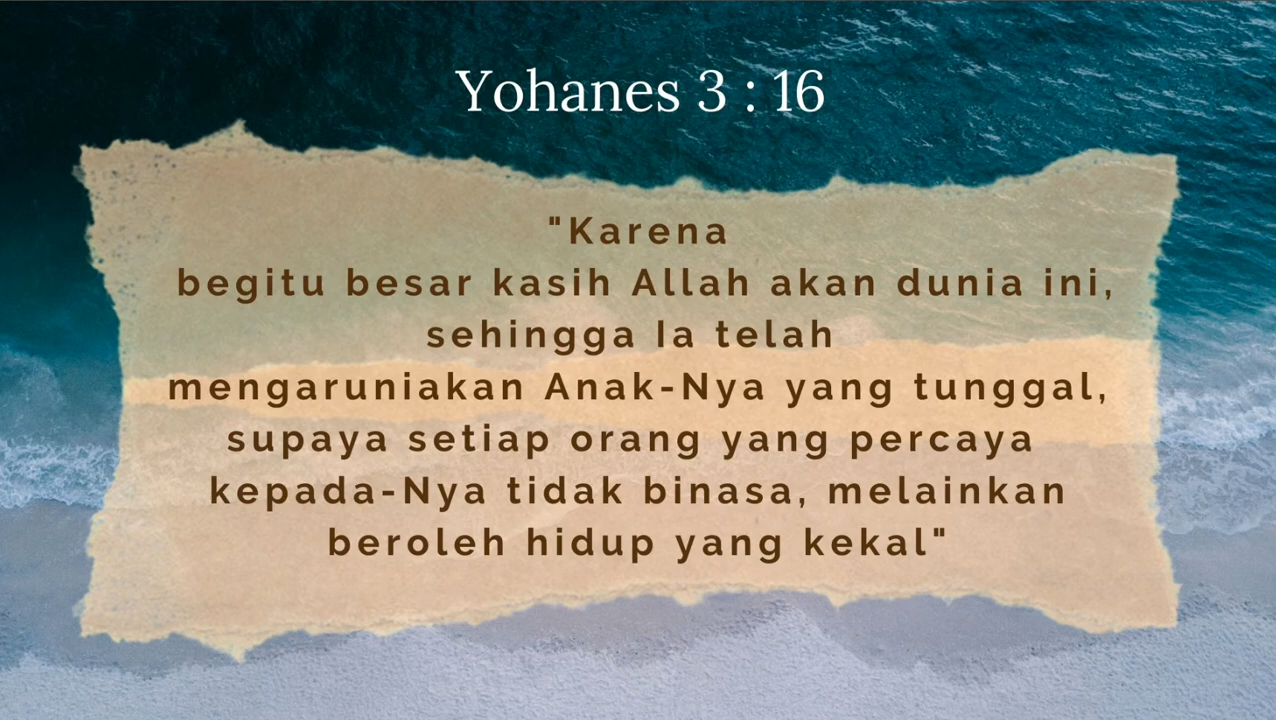 Yohanes 3 : 16
"Karena
begitu besar kasih Allah akan dunia ini,
sehingga Ia telah
mengaruniakan Anak-Nya yang tunggal,
supaya setiap orang yang percaya
kepada-Nya tidak binasa, melainkan
beroleh hidup yang kekal"